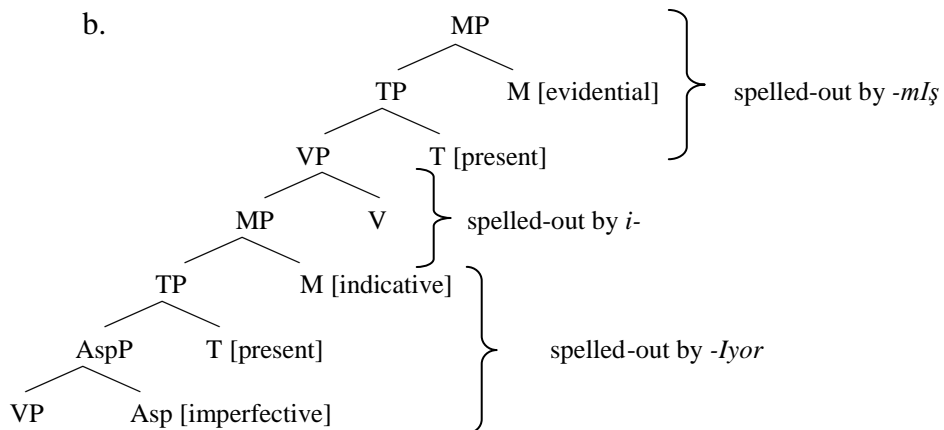 b.
MP
TP M [evidential] spelled-out by -mIş
VP T [present]
MP V spelled-out by i-
TP M [indicative]
AspP T [present] spelled-out by -Iyor
VP Asp [imperfective]